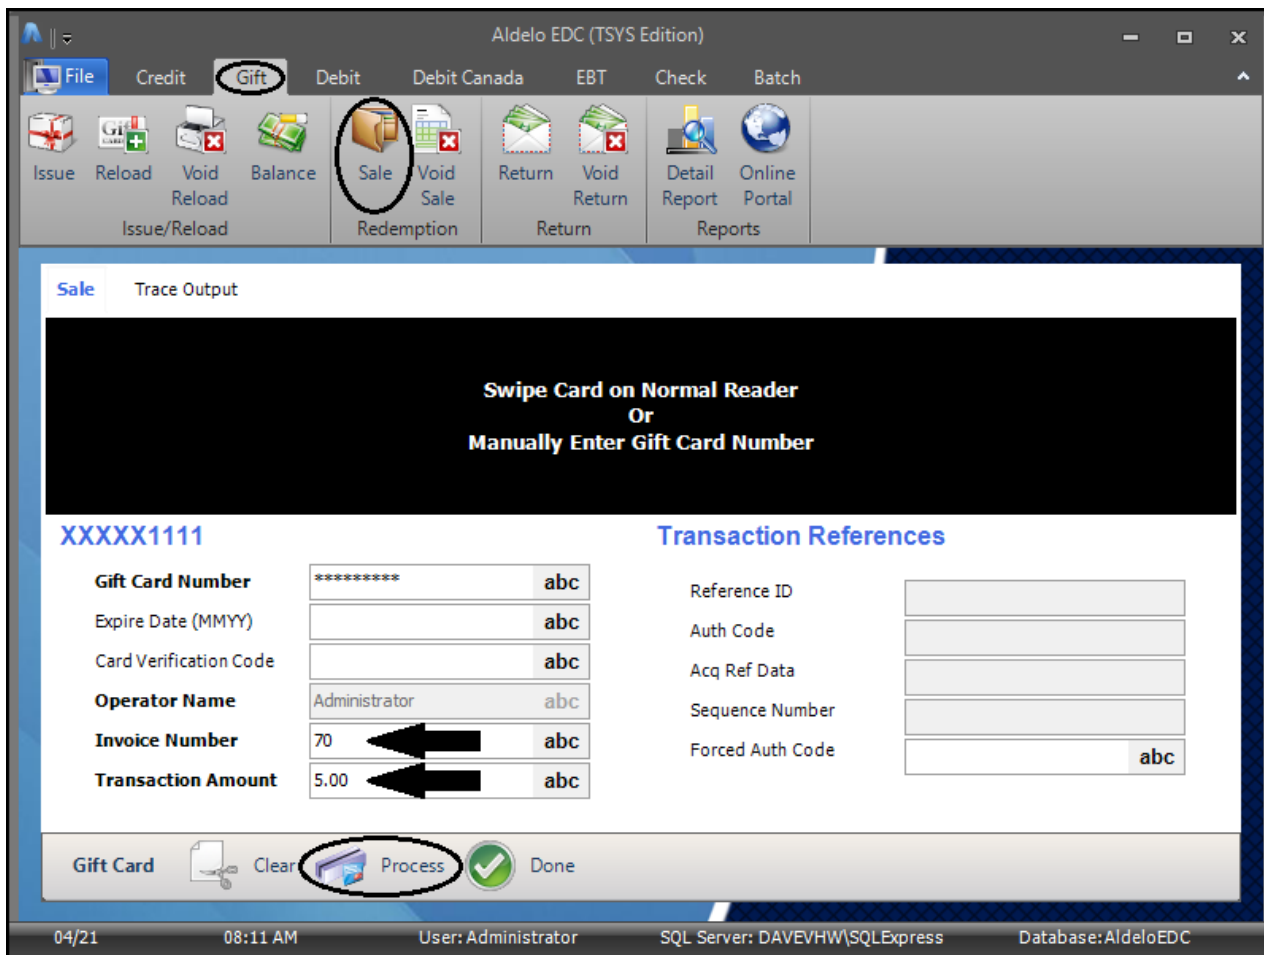 Aldelo EDC (TSYS Edition)
File Credit Gift Debit Debit Canada EBT Check Batch
Gift
CARD
Issue Reload Void Reload Balance Sale Void Sale Return Void Return Detail Report Online Portal
Issue/Reload Redemption Return Reports
Sale Trace Output
Swipe Card on Normal Reader
Or
Manually Enter Gift Card Number
XXXXX1111
Gift Card Number ********* abc
Expire Date (MMYY) abc
Card Verification Code abc
Operator Name Administrator abc
Invoice Number 70 abc
Transaction Amount 5.00 abc
Transaction References
Reference ID
Auth Code
Acq Ref Data
Sequence Number
Forced Auth Code abc
Gift Card Clear Process Done
04/21 08:11 AM User: Administrator SQL Server: DAVEVHW\SQLExpress Database:AldeloEDC